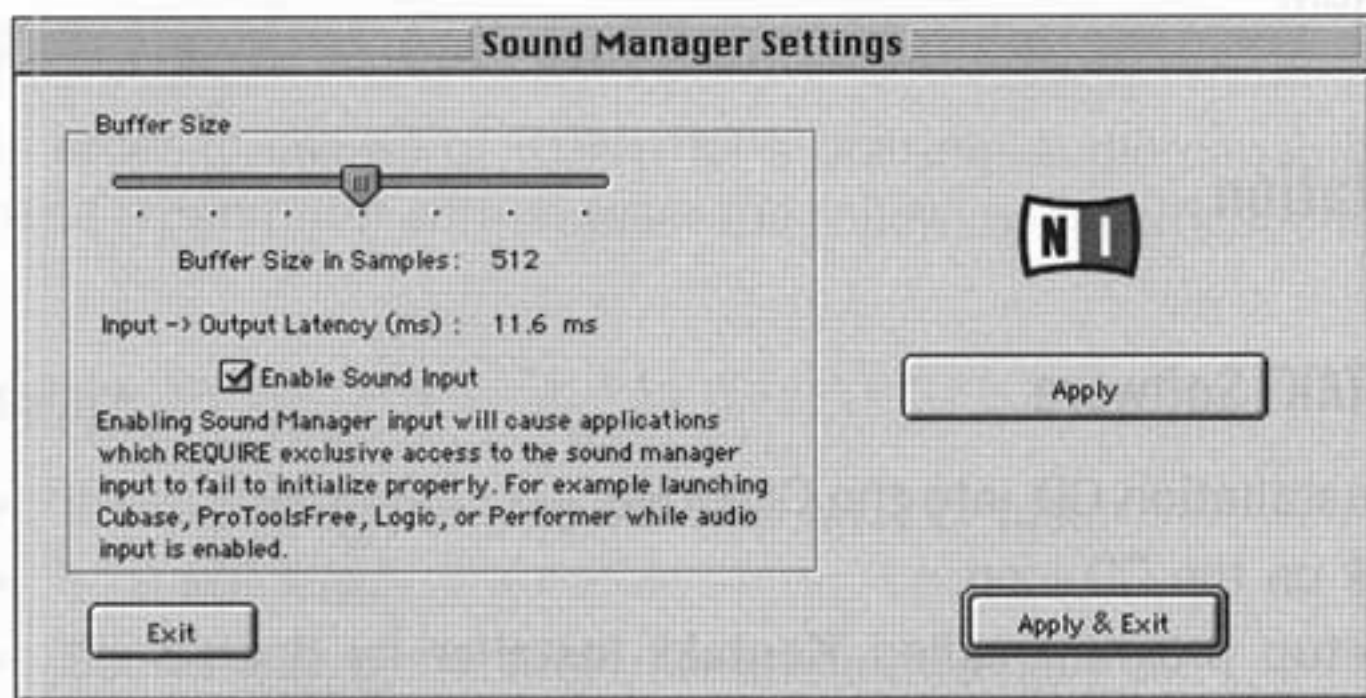 Sound Manager Settings
Buffer Size
Buffer Size in Samples: 512
Input -> Output Latency (ms) : 11.6 ms
Enable Sound Input
Enabling Sound Manager input will cause applications
which REQUIRE exclusive access to the sound manager
input to fail to initialize properly. For example launching
Cubase, ProToolsFree, Logic, or Performer while audio
input is enabled.
N I
Apply
Exit
Apply & Exit